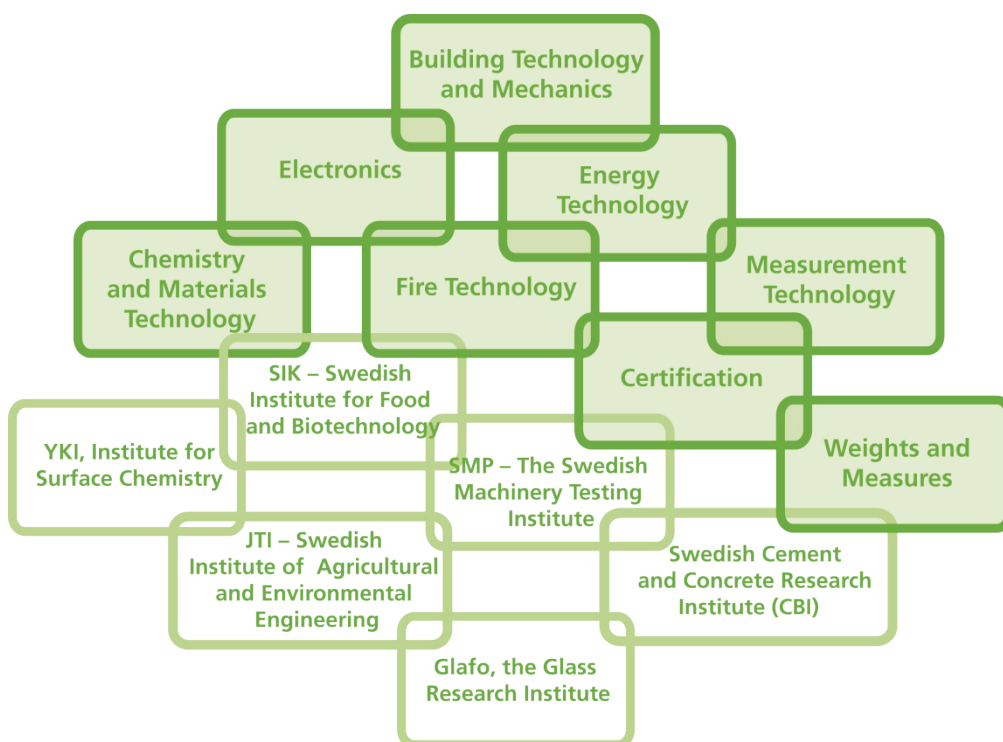 Building Technology
and Mechanics
Electronics
Energy
Technology
Chemistry
and Materials
Technology
Fire Technology
Measurement
Technology
SIK – Swedish
Institute for Food
and Biotechnology
Certification
YKI, Institute for
Surface Chemistry
SMP – The Swedish
Machinery Testing
Institute
Weights and
Measures
JTI – Swedish
Institute of Agricultural
and Environmental
Engineering
Swedish Cement
and Concrete Research
Institute (CBI)
Glafo, the Glass
Research Institute